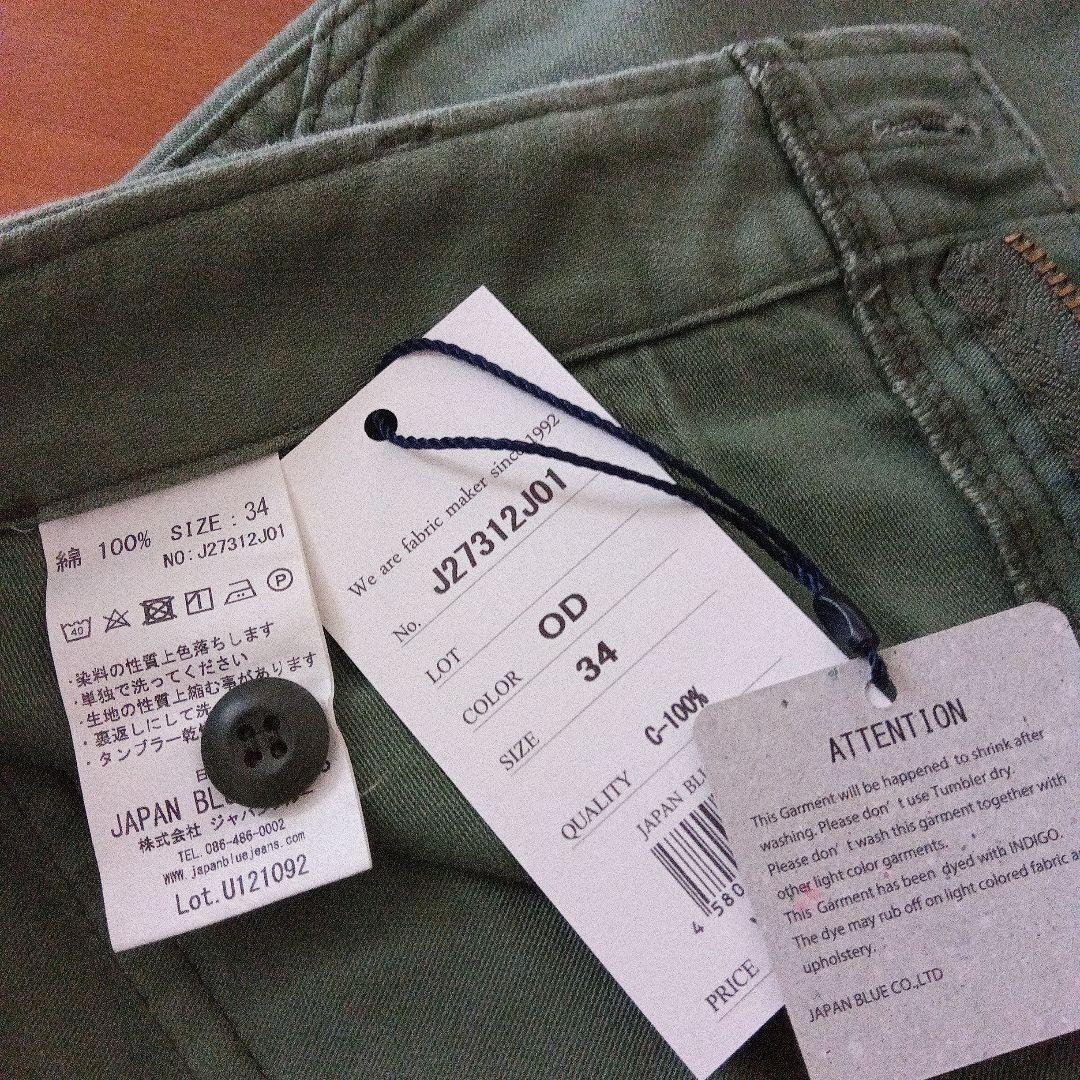 綿 100% SIZE : 34
NO:J27312J01
40
P
・染料の性質上色落ちします
・単独で洗ってください
・生地の性質上縮む事があります
・裏返しにして洗
・タンブラー乾
JAPAN BLUE
株式会社 ジャパ
TEL.086-486-0002
www.japanbluejeans.com
Lot.U121092
We are fabric maker since 1992
No. J27312J01
LOT
COLOR OD
SIZE 34
QUALITY C-100%
JAPAN BL
4 580
PRICE
ATTENTION
This Garment will be happened to shrink after
washing. Please don't use Tumbler dry.
Please don't wash this garment together with
other light color garments.
This Garment has been dyed with INDIGO.
The dye may rub off on light colored fabric a
upholstery.
JAPAN BLUE CO.,LTD